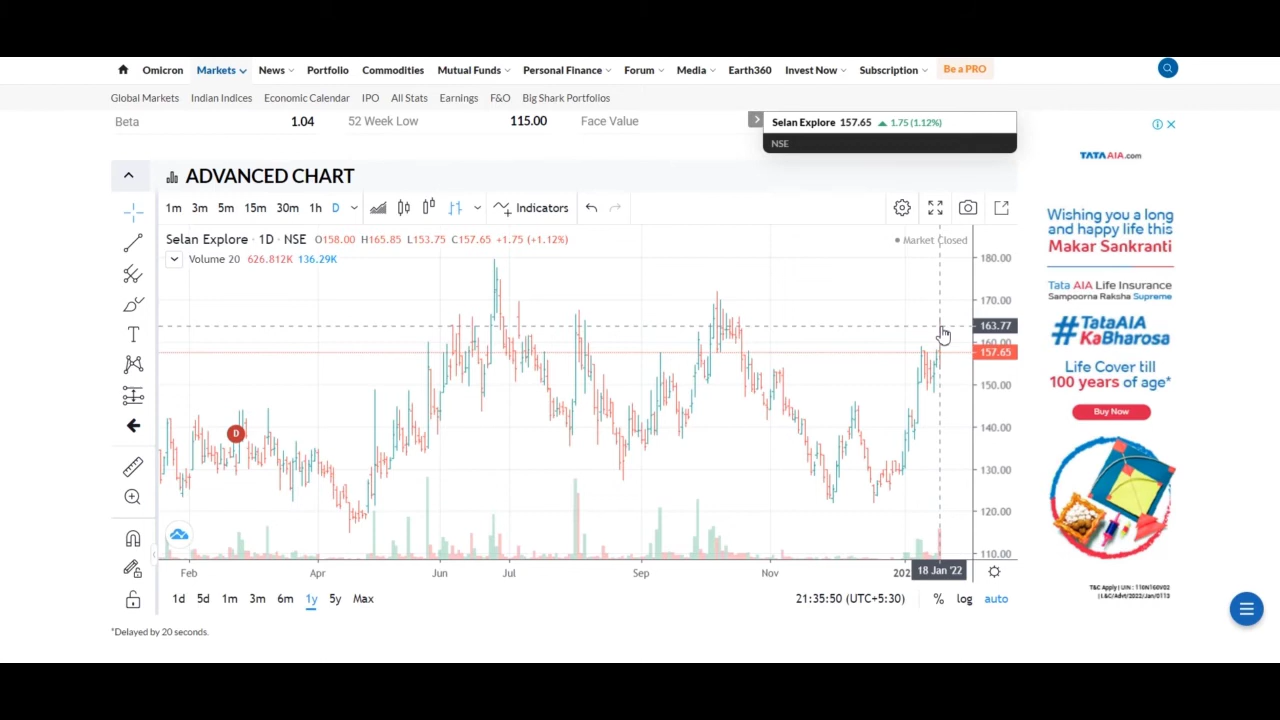 Omicron Markets News Portfolio Commodities Mutual Funds Personal Finance Forum Media Earth360 Invest Now Subscription Be a PRO
Global Markets Indian Indices Economic Calendar IPO All Stats Earnings F&O Big Shark Portfolios
Beta 1.04 52 Week Low 115.00 Face Value
Selan Explore 157.65 ▲ 1.75 (1.12%)
NSE
ADVANCED CHART
1m 3m 5m 15m 30m 1h D Indicators
Selan Explore · 1D · NSE O158.00 H165.85 L153.75 C157.65 +1.75 (+1.12%)
Market Closed
Volume 20 626.812K 136.29K
180.00
170.00
163.77
160.00
157.65
150.00
140.00
D
130.00
120.00
110.00
Feb Apr Jun Jul Sep Nov 202 18 Jan '22
1d 5d 1m 3m 6m 1y 5y Max 21:35:50 (UTC+5:30) % log auto
*Delayed by 20 seconds.
TATA AIA.com
Wishing you a long
and happy life this
Makar Sankranti
Tata AIA Life Insurance
Sampoorna Raksha Supreme
#TataAIA
KaBharosa
Life Cover till
100 years of age*
Buy Now
T&C Apply | UIN : 110N160V02